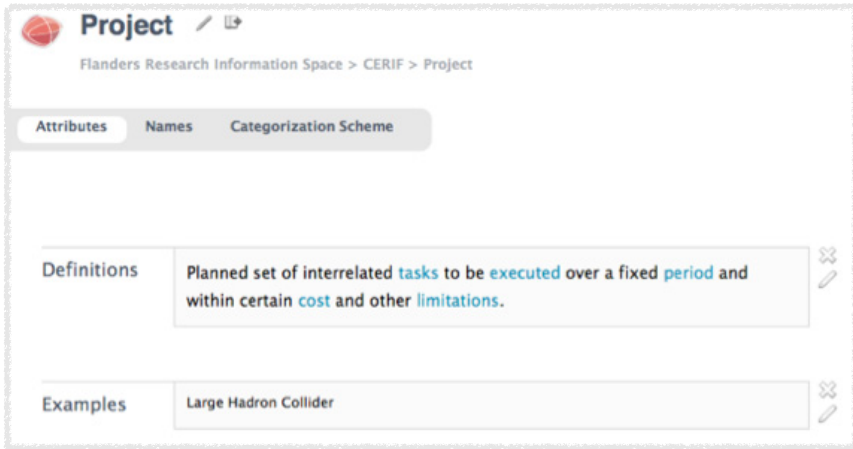 Project
Flanders Research Information Space > CERIF > Project
Attributes Names Categorization Scheme
Definitions
Planned set of interrelated tasks to be executed over a fixed period and
within certain cost and other limitations.
Examples
Large Hadron Collider